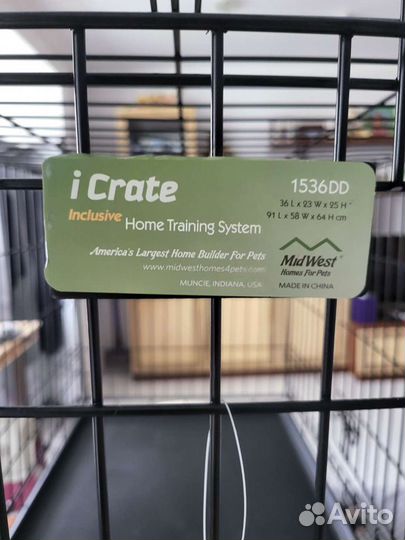 i Crate
Inclusive Home Training System
America's Largest Home Builder For Pets
www.midwesthomes4pets.com
MUNCIE, INDIANA, USA
1536DD
36 L x 23 W x 25 H"
91 L x 58 W x 64 H cm
MidWest
Homes For Pets
MADE IN CHINA
Avito